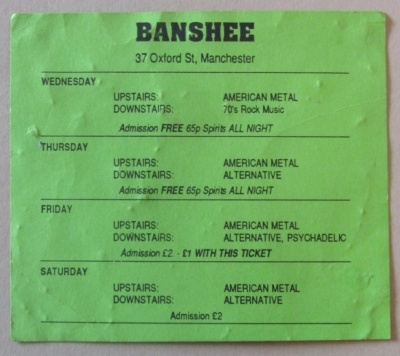 BANSHEE
37 Oxford St, Manchester
WEDNESDAY
UPSTAIRS: AMERICAN METAL
DOWNSTAIRS: 70's Rock Music
Admission FREE 65p Spirits ALL NIGHT
THURSDAY
UPSTAIRS: AMERICAN METAL
DOWNSTAIRS: ALTERNATIVE
Admission FREE 65p Spirits ALL NIGHT
FRIDAY
UPSTAIRS: AMERICAN METAL
DOWNSTAIRS: ALTERNATIVE, PSYCHADELIC
Admission £2 - £1 WITH THIS TICKET
SATURDAY
UPSTAIRS: AMERICAN METAL
DOWNSTAIRS: ALTERNATIVE
Admission £2